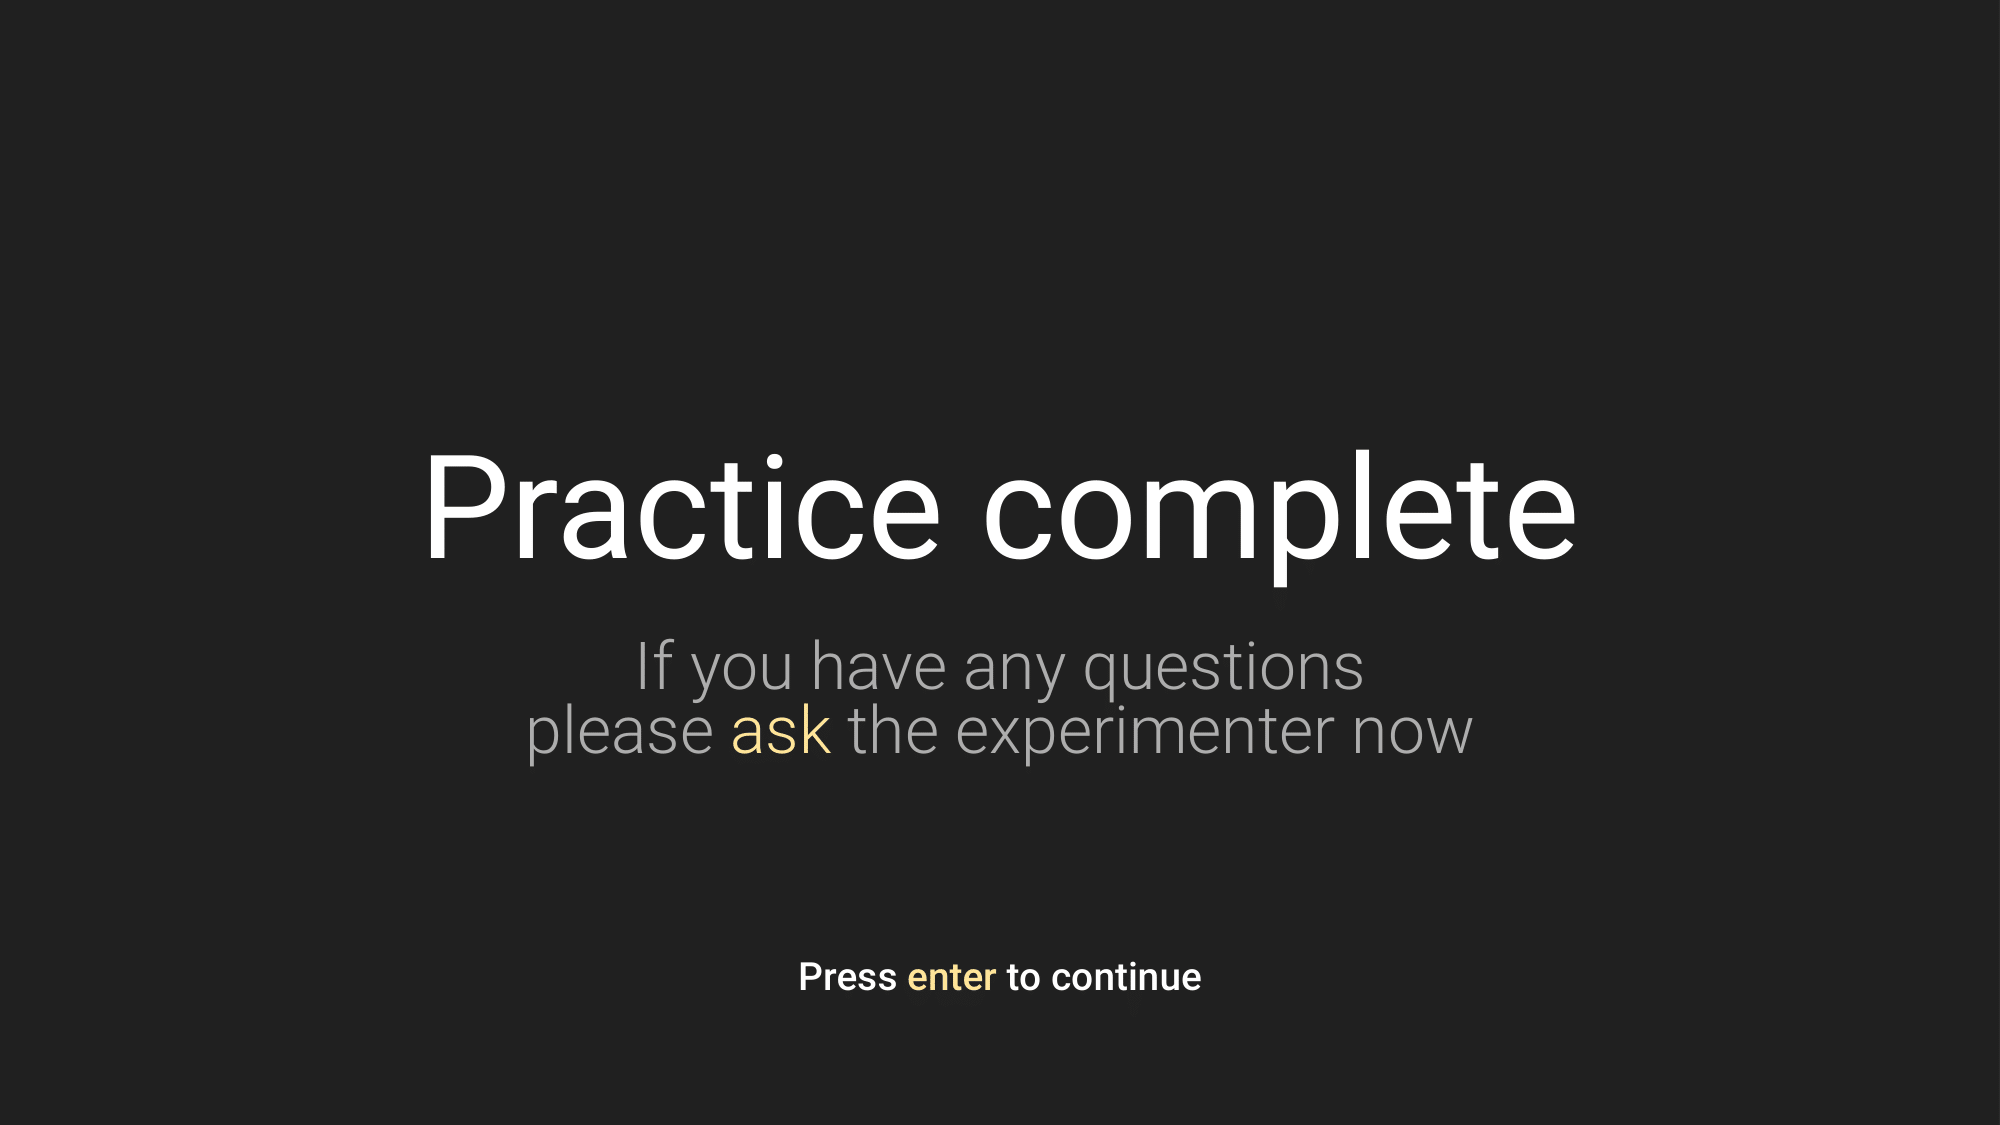 Practice complete
If you have any questions
please ask the experimenter now
Press enter to continue